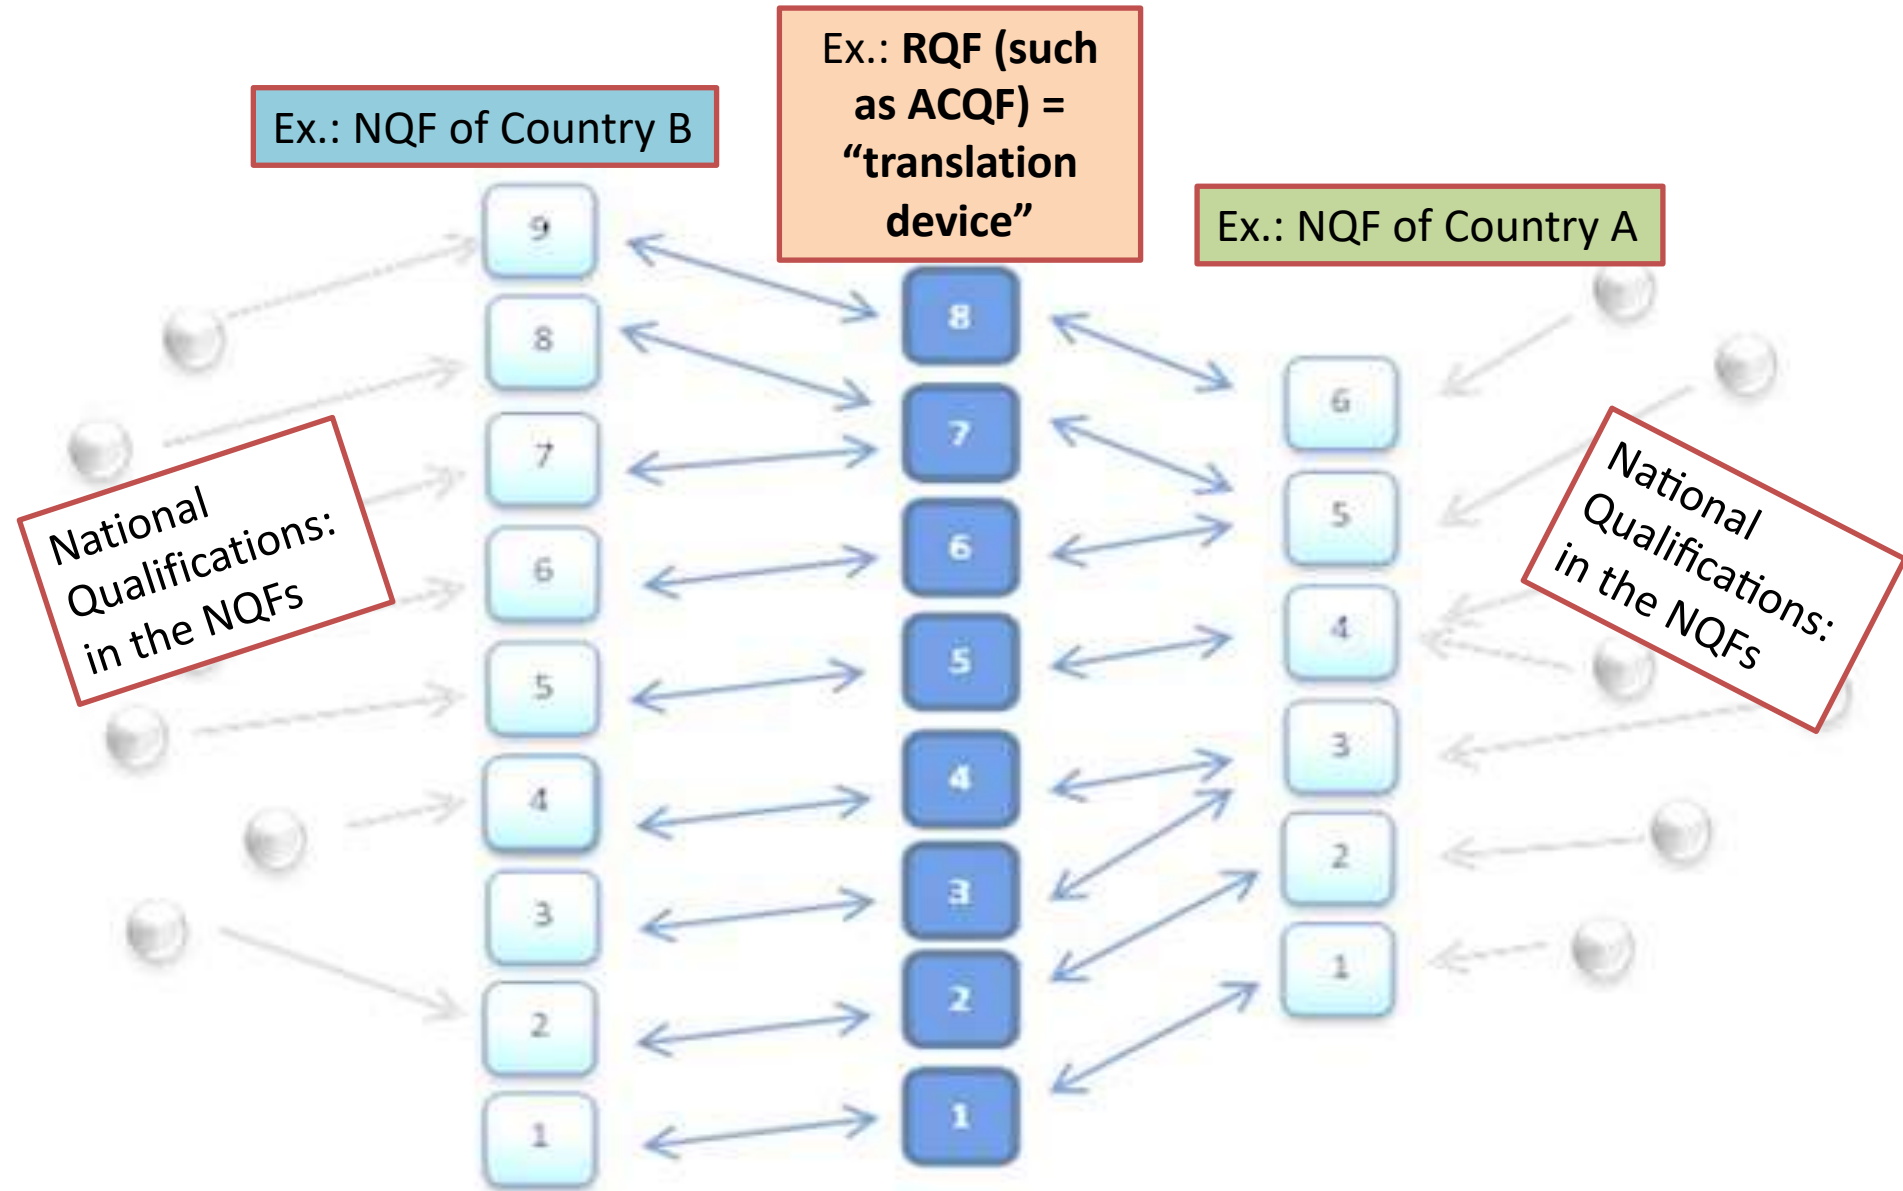 Ex.: NQF of Country B
Ex.: RQF (such
as ACQF) =
“translation
device”
Ex.: NQF of Country A
National
Qualifications:
in the NQFs
9
8
7
6
5
4
3
2
1
8
7
6
5
4
3
2
1
6
5
4
3
2
1
National
Qualifications:
in the NQFs